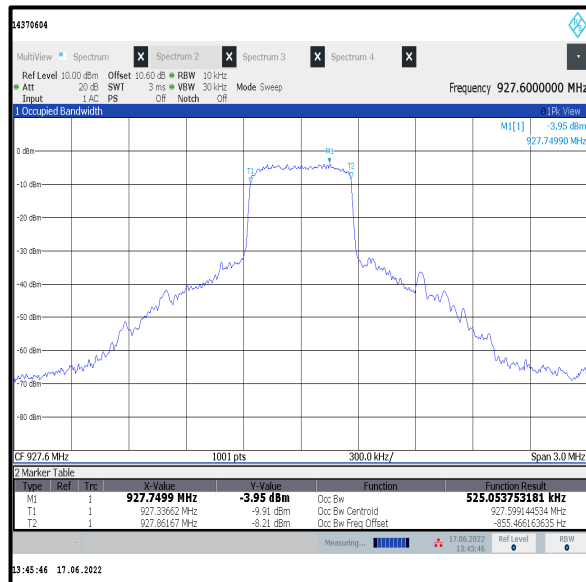 14370604
MultiView Spectrum X Spectrum 2 X Spectrum 3 X Spectrum 4 X
Ref Level 10.00 dBm Offset 10.60 dB RBW 10 kHz
Att 20 dB SWT 3 ms VBW 30 kHz Mode Sweep Frequency 927.6000000 MHz
Input 1 AC PS Off Notch Off
1 Occupied Bandwidth 1Pk View
M1[1] -3.95 dBm
927.74990 MHz
0 dBm
M1
T1
T2
-10 dBm
-20 dBm
-30 dBm
-40 dBm
-50 dBm
-60 dBm
-70 dBm
-80 dBm
CF 927.6 MHz 1001 pts 300.0 kHz/ Span 3.0 MHz
2 Marker Table
Type Ref Trc X-Value Y-Value Function Function Result
M1 1 927.7499 MHz -3.95 dBm Occ Bw 525.053753181 kHz
T1 1 927.33662 MHz -9.91 dBm Occ Bw Centroid 927.599144534 MHz
T2 1 927.86167 MHz -8.21 dBm Occ Bw Freq Offset -855.466163635 Hz
Measuring... 17.06.2022 13:45:46 Ref Level RBW
13:45:46 17.06.2022